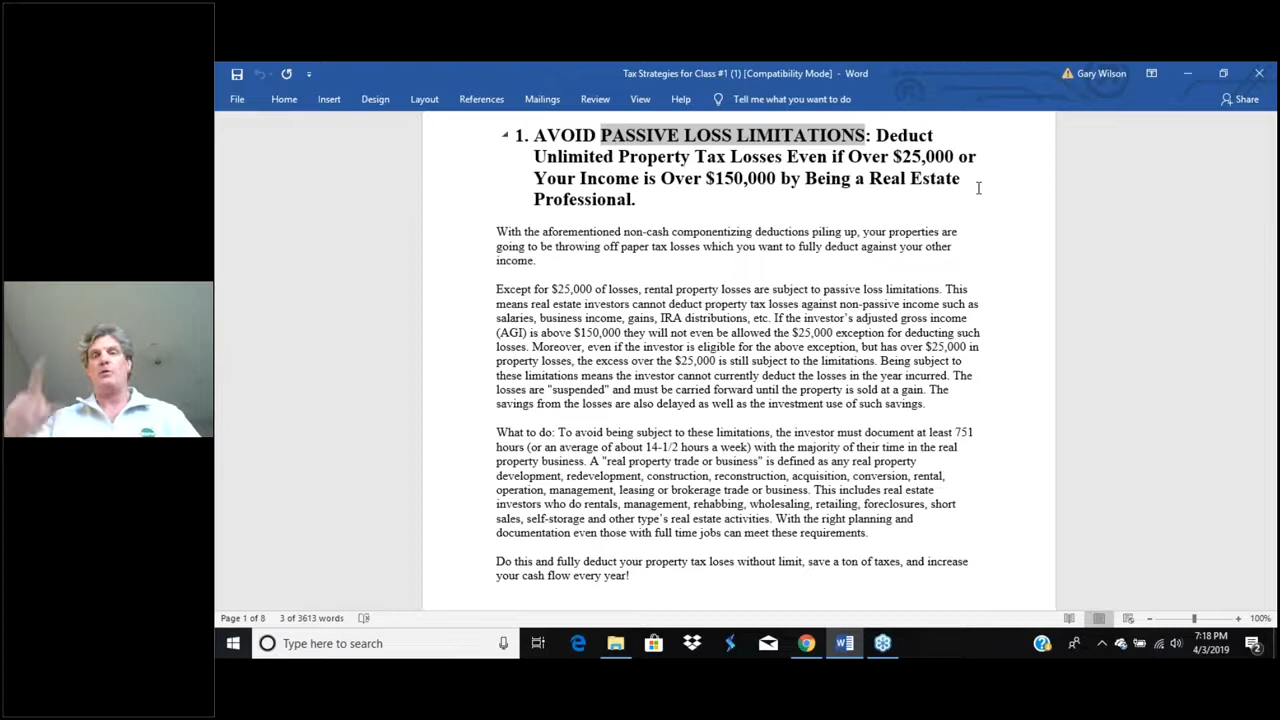 Tax Strategies for Class #1 (1) [Compatibility Mode] - Word
Gary Wilson
File Home Insert Design Layout References Mailings Review View Help Tell me what you want to do Share
1. AVOID PASSIVE LOSS LIMITATIONS: Deduct
Unlimited Property Tax Losses Even if Over $25,000 or
Your Income is Over $150,000 by Being a Real Estate
Professional.
With the aforementioned non-cash componentizing deductions piling up, your properties are
going to be throwing off paper tax losses which you want to fully deduct against your other
income.
Except for $25,000 of losses, rental property losses are subject to passive loss limitations. This
means real estate investors cannot deduct property tax losses against non-passive income such as
salaries, business income, gains, IRA distributions, etc. If the investor's adjusted gross income
(AGI) is above $150,000 they will not even be allowed the $25,000 exception for deducting such
losses. Moreover, even if the investor is eligible for the above exception, but has over $25,000 in
property losses, the excess over the $25,000 is still subject to the limitations. Being subject to
these limitations means the investor cannot currently deduct the losses in the year incurred. The
losses are "suspended" and must be carried forward until the property is sold at a gain. The
savings from the losses are also delayed as well as the investment use of such savings.
What to do: To avoid being subject to these limitations, the investor must document at least 751
hours (or an average of about 14-1/2 hours a week) with the majority of their time in the real
property business. A "real property trade or business" is defined as any real property
development, redevelopment, construction, reconstruction, acquisition, conversion, rental,
operation, management, leasing or brokerage trade or business. This includes real estate
investors who do rentals, management, rehabbing, wholesaling, retailing, foreclosures, short
sales, self-storage and other type's real estate activities. With the right planning and
documentation even those with full time jobs can meet these requirements.
Do this and fully deduct your property tax loses without limit, save a ton of taxes, and increase
your cash flow every year!
Page 1 of 8 3 of 3613 words 100%
Type here to search
7:18 PM
4/3/2019
2